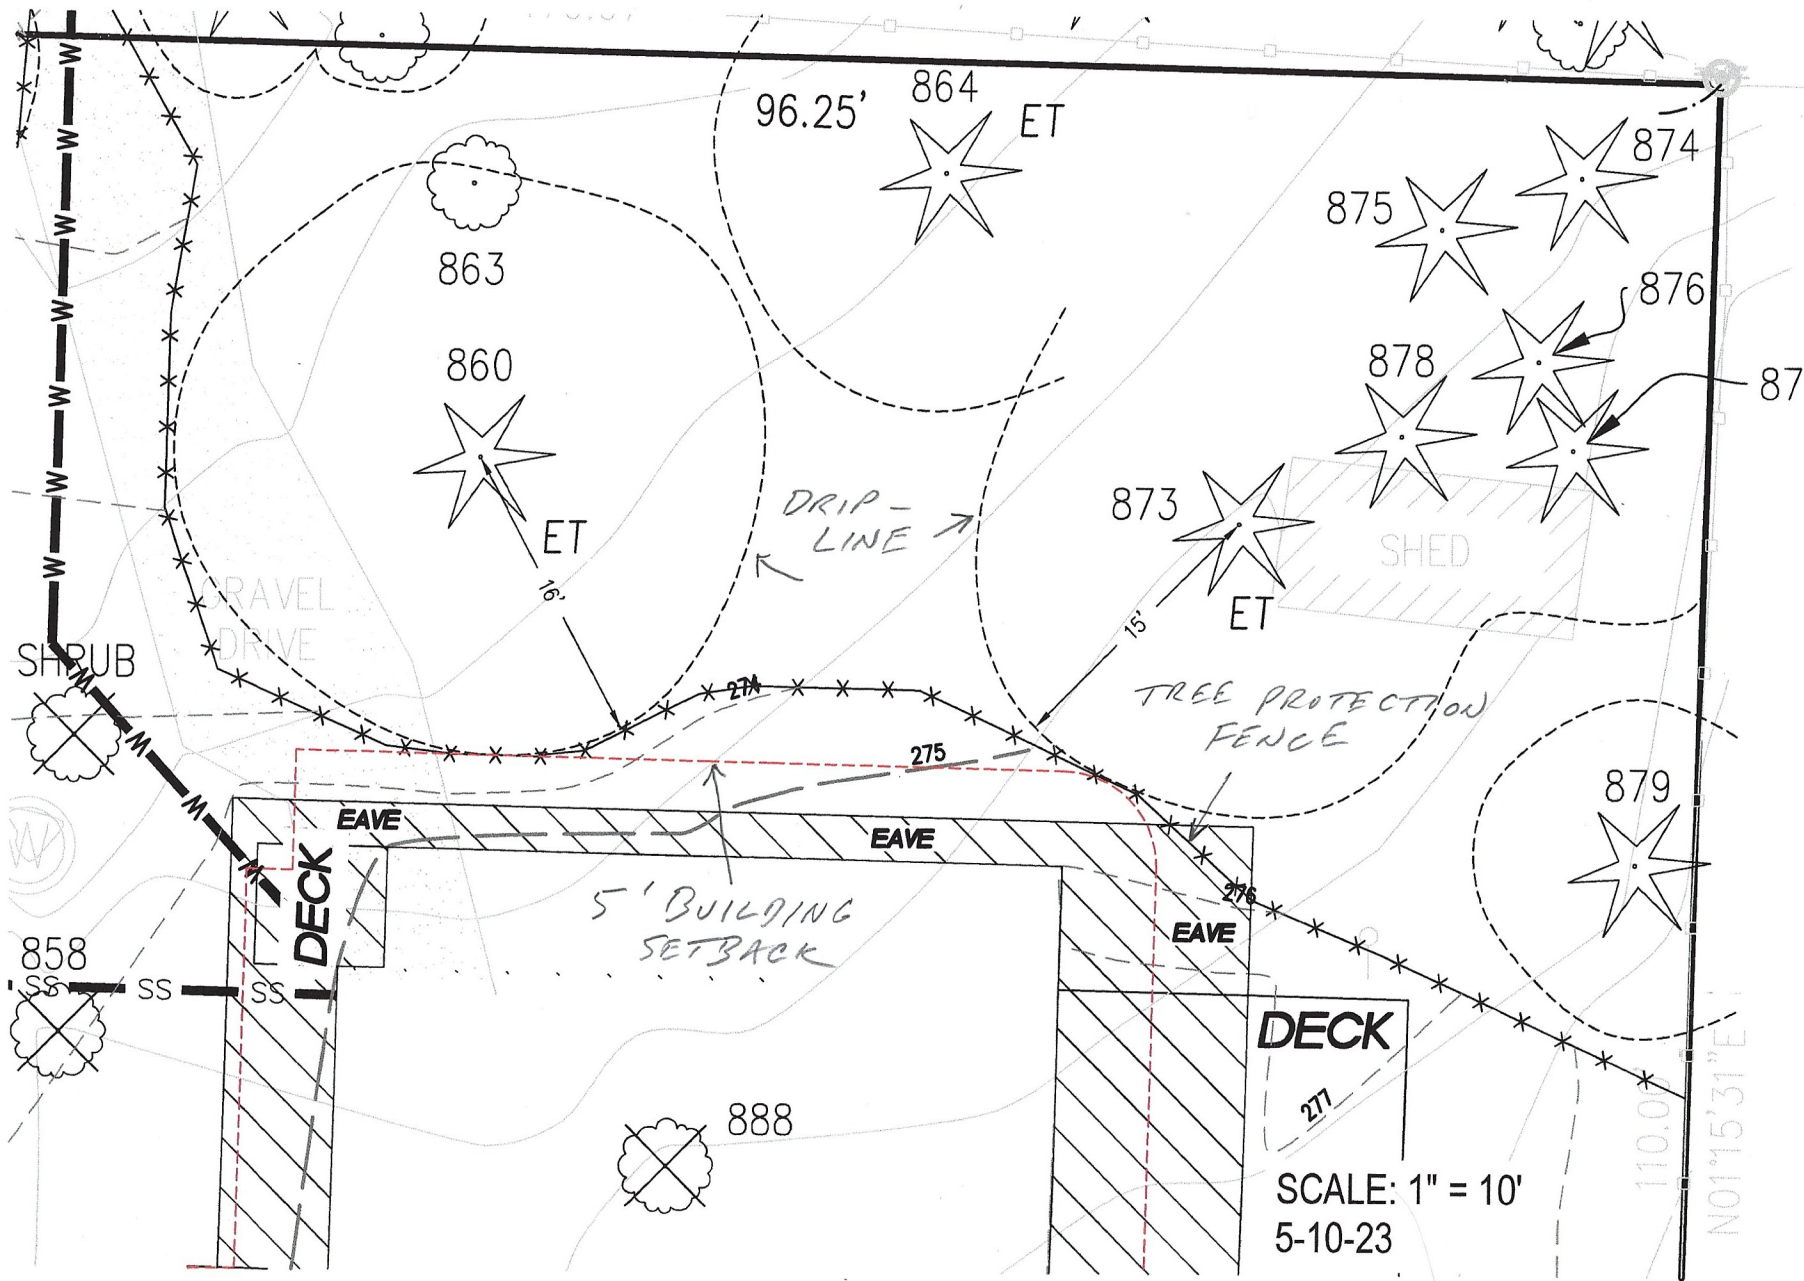 864
96.25'
ET
874
875
863
876
860
878
87
DRIP-
LINE
873
ET
16'
SHED
GRAVEL
DRIVE
ET
15'
SHRUB
274
TREE PROTECTION
FENCE
275
879
EAVE
EAVE
DECK
5' BUILDING
SETBACK
276
EAVE
858
SS SS SS
DECK
888
277
110.0
N01°15'31"E
SCALE: 1" = 10'
5-10-23
W W W W W W W W W W W